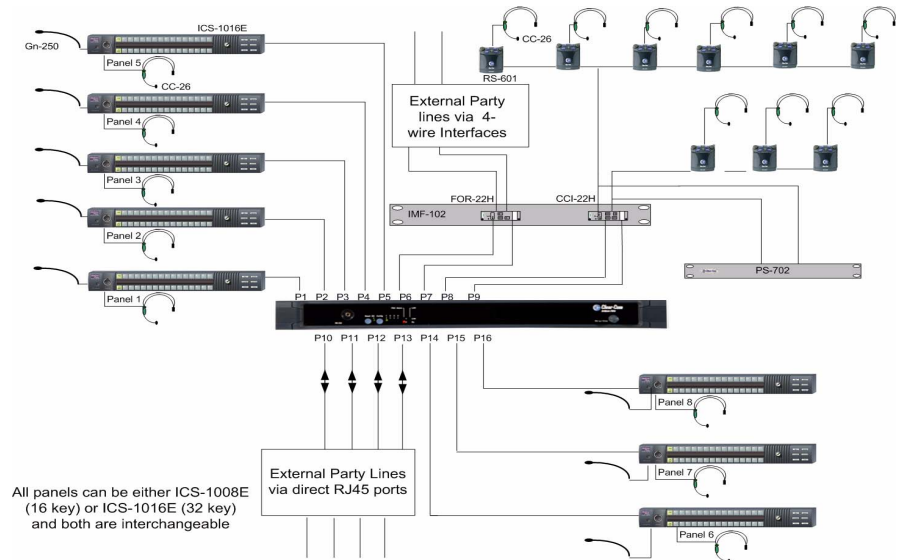 ICS-1016E
Gn-250
Panel 5
CC-26
Panel 4
Panel 3
Panel 2
Panel 1
CC-26
RS-601
External Party
lines via 4-
wire Interfaces
FOR-22H
CCI-22H
IMF-102
PS-702
P1 P2 P3 P4 P5 P6 P7 P8 P9
Clear-Com
P10 P11 P12 P13 P14 P15 P16
Panel 8
Panel 7
Panel 6
External Party Lines
via direct RJ45 ports
All panels can be either ICS-1008E
(16 key) or ICS-1016E (32 key)
and both are interchangeable